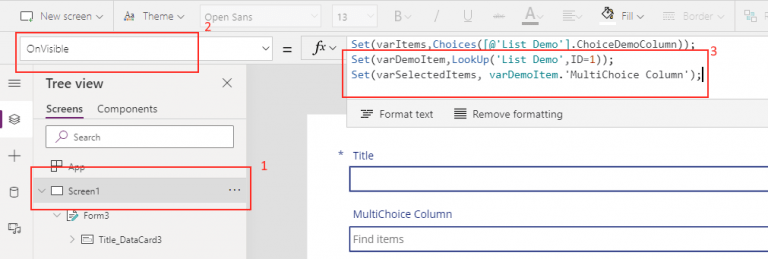 New screen
Theme
Open Sans
13
B
Fill
Border
2
OnVisible
=
fx
Set(varItems,Choices([@'List Demo'].ChoiceDemoColumn));
3
Set(varDemoItem,LookUp('List Demo',ID=1));
Set(varSelectedItems, varDemoItem.'MultiChoice Column');
Tree view
Screens
Components
Format text
Remove formatting
Search
App
1
Screen1
Form3
Title_DataCard3
* Title
MultiChoice Column
Find items